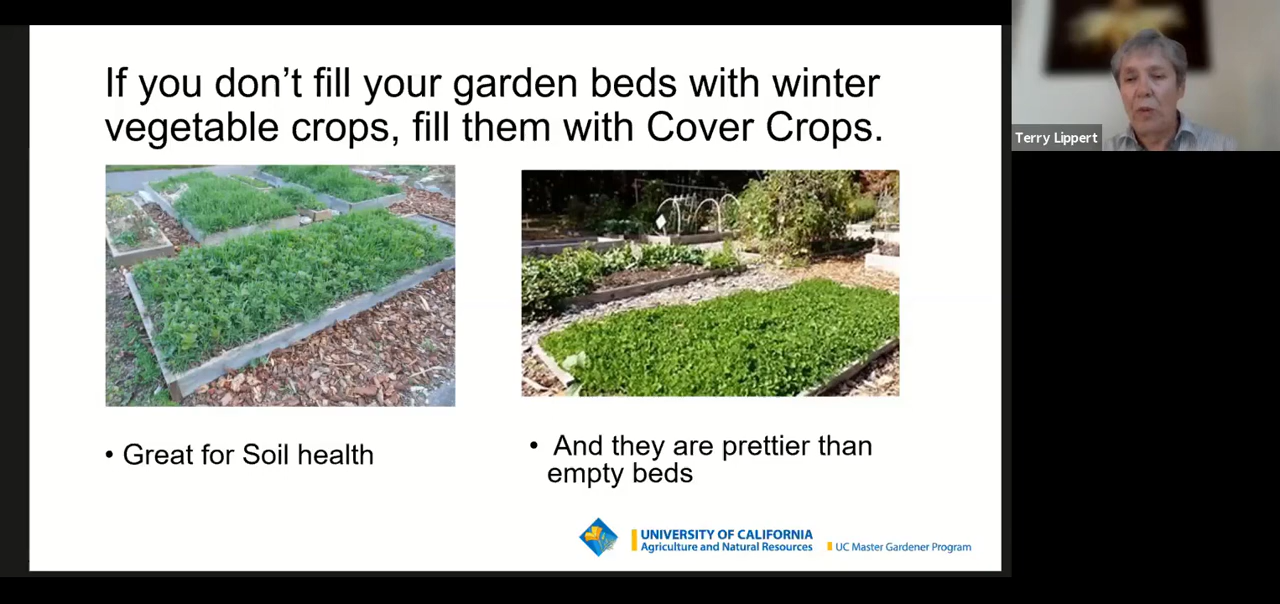 If you don’t fill your garden beds with winter
vegetable crops, fill them with Cover Crops.
• Great for Soil health
• And they are prettier than
empty beds
UNIVERSITY OF CALIFORNIA
Agriculture and Natural Resources
UC Master Gardener Program
Terry Lippert